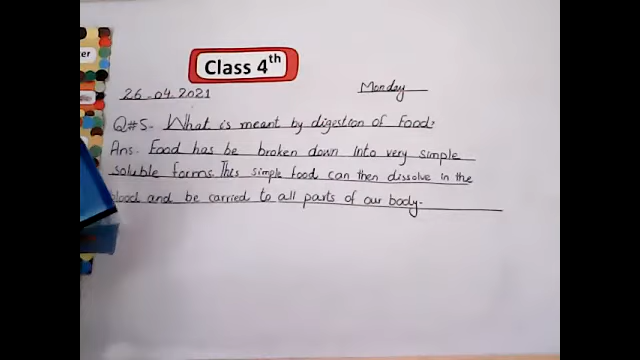 er
Class 4th
26-04.2021
Monday
Q#5. What is meant by digestion of Food?
Ans. Food has be broken down into very simple
soluble forms. This simple food can then dissolve in the
blood and be carried to all parts of our body.